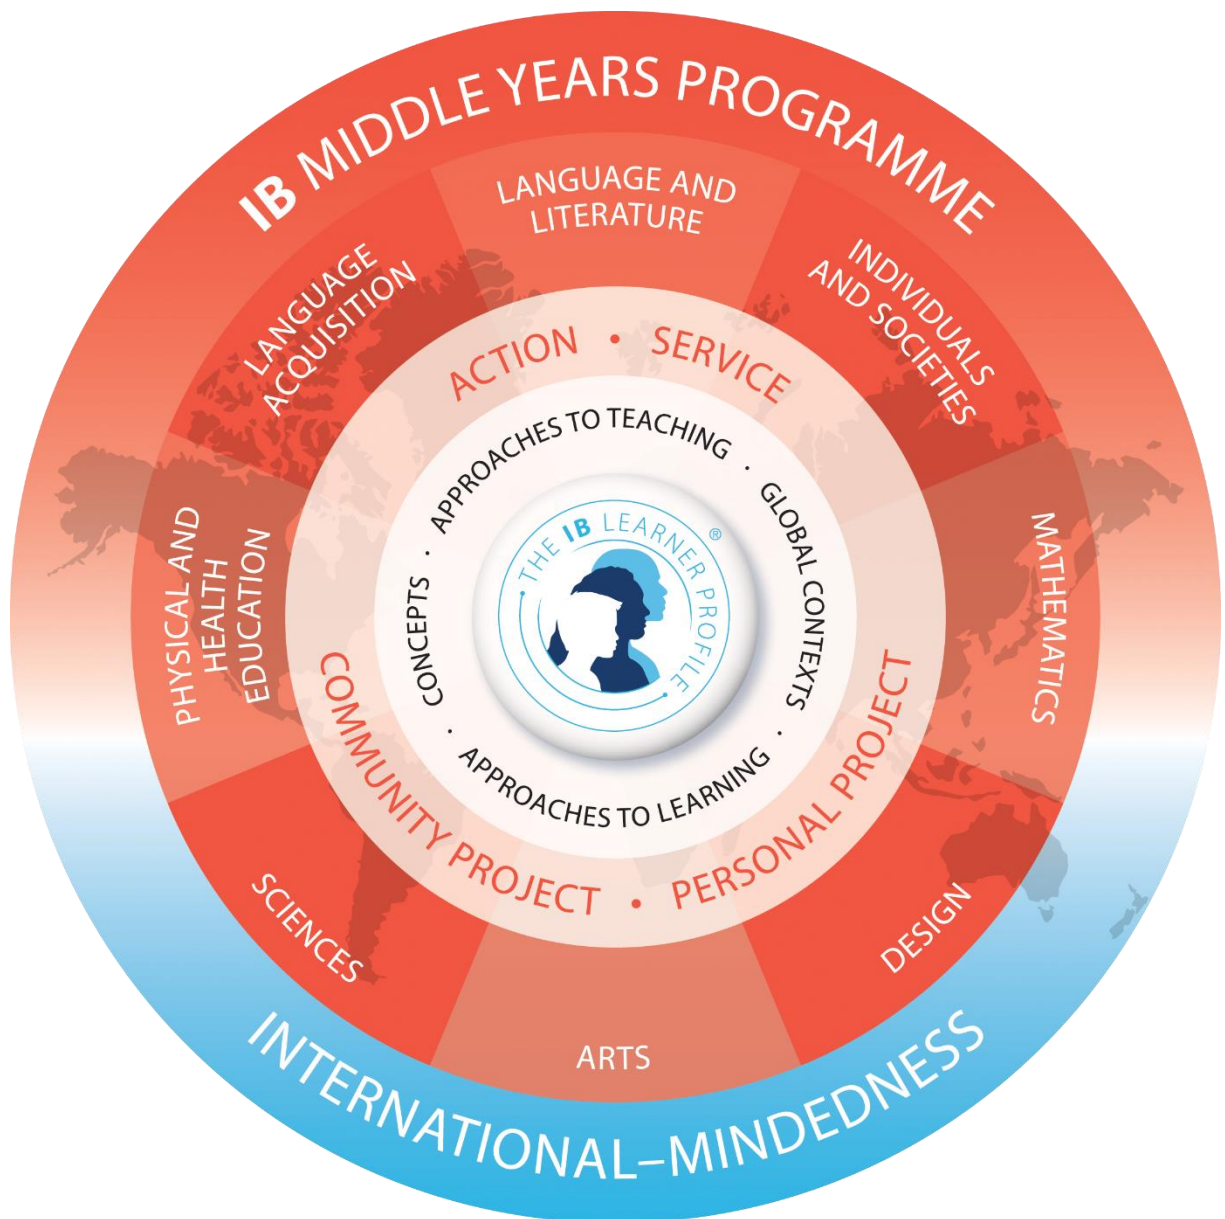 IB MIDDLE YEARS PROGRAMME
LANGUAGE AND
LITERATURE
INDIVIDUALS
AND SOCIETIES
MATHEMATICS
DESIGN
ARTS
SCIENCES
PHYSICAL AND
HEALTH
EDUCATION
LANGUAGE
ACQUISITION
ACTION • SERVICE
PERSONAL PROJECT •
COMMUNITY PROJECT
APPROACHES TO TEACHING •
GLOBAL CONTEXTS •
APPROACHES TO LEARNING •
CONCEPTS •
THE IB LEARNER PROFILE ®
INTERNATIONAL–MINDEDNESS